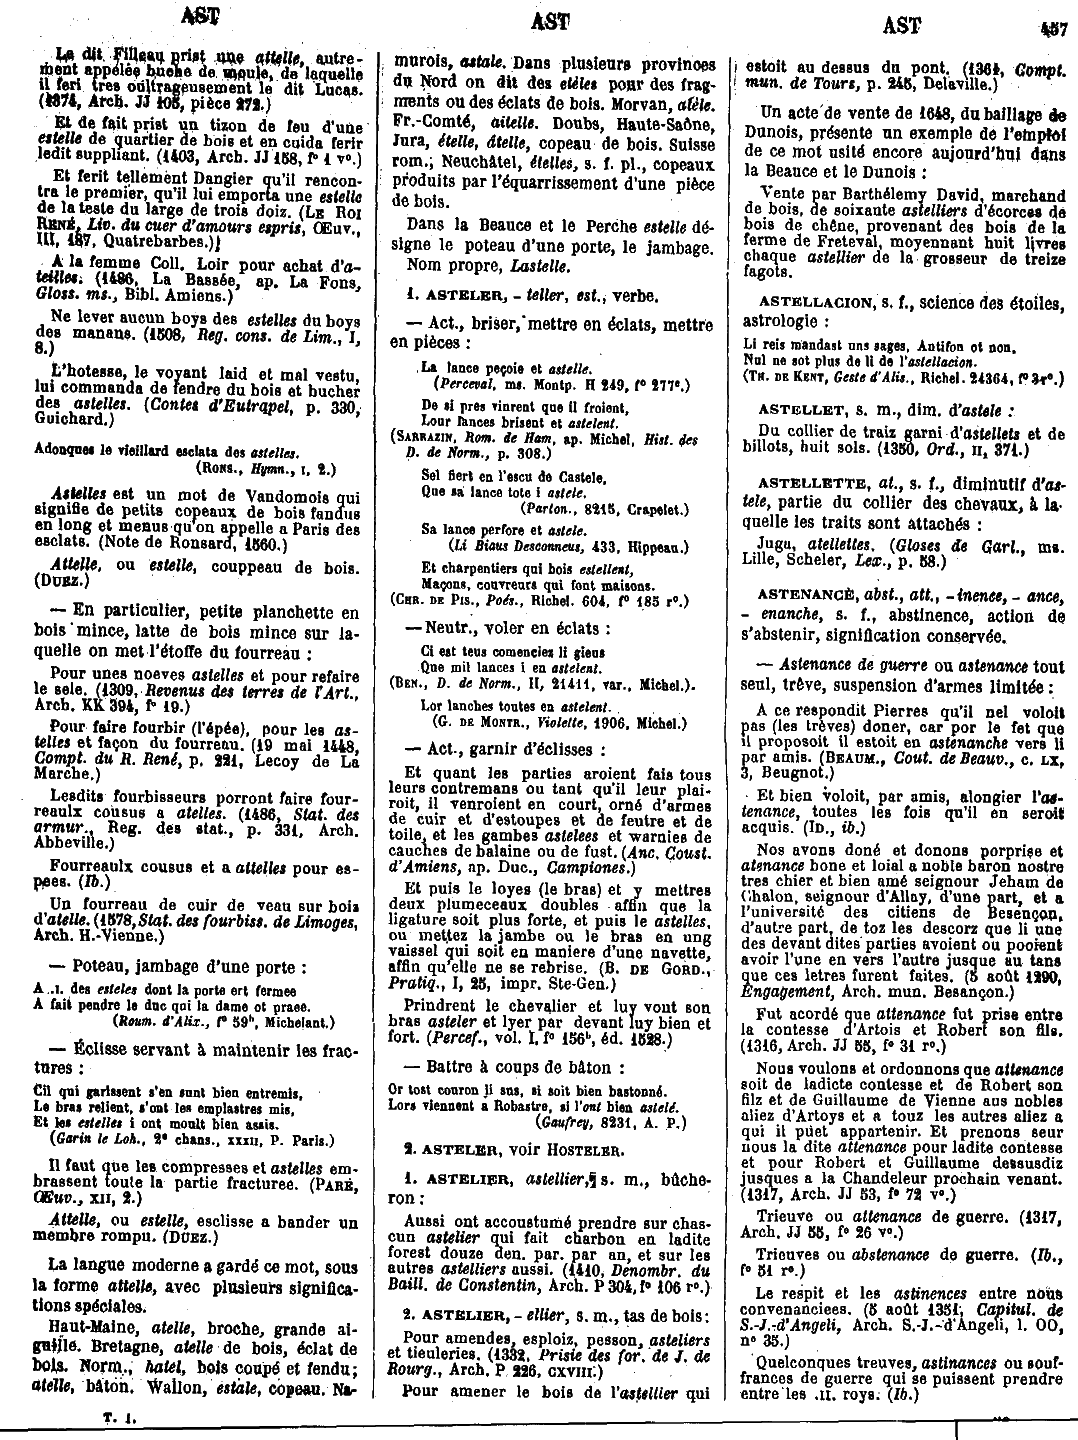 AST
AST
AST
457
Le dit Filleau prist une attelle, autre-
ment appélée buche de moule, de laquelle
il feri tres oultrageusement le dit Lucas.
(1374, Arch. JJ 105, pièce 272.)
Et de fait prist un tizon de feu d'une
estelle de quartier de bois et en cuida ferir
ledit suppliant. (1403, Arch. JJ 158, f° 1 v°.)
Et ferit tellement Dangier qu'il rencon-
tra le premier, qu'il lui emporta une estelle
de la teste du large de trois doiz. (LE ROI
RENÉ, Liv. du cuer d'amours espris, Œuv.,
III, 187, Quatrebarbes.)
A la femme Coll. Loir pour achat d'a-
teilles. (1486, La Bassée, ap. La Fons,
Gloss. ms., Bibl. Amiens.)
Ne lever aucun boys des estelles du boys
des manans. (1508, Reg. cons. de Lim., I,
8.)
L'hotesse, le voyant laid et mal vestu,
lui commanda de fendre du bois et bucher
des astelles. (Contes d'Eutrapel, p. 330,
Guichard.)
Adonques le vieillard esclata des astelles.
(RONS., Hymn., I, 2.)
Astelles est un mot de Vandomois qui
signifie de petits copeaux de bois fandus
en long et menus qu'on appelle a Paris des
esclats. (Note de Ronsard, 1560.)
Attelle, ou estelle, couppeau de bois.
(DUEZ.)
— En particulier, petite planchette en
bois mince, latte de bois mince sur la-
quelle on met l'étoffe du fourreau :
Pour unes noeves astelles et pour refaire
le sele. (1309, Revenus des terres de l'Art.,
Arch. KK 394, f° 19.)
Pour faire fourbir (l'épée), pour les as-
telles et façon du fourreau. (19 mai 1448,
Compt. du R. René, p. 221, Lecoy de La
Marche.)
Lesdits fourbisseurs porront faire four-
reaulx cousus a atelles. (1486, Stat. des
armur., Reg. des stat., p. 331, Arch.
Abbeville.)
Fourreaulx cousus et a attelles pour es-
pees. (Ib.)
Un fourreau de cuir de veau sur bois
d'atelle. (1578, Stat. des fourbiss. de Limoges,
Arch. H.-Vienne.)
— Poteau, jambage d'une porte :
A .I. des esteles dont la porte ert fermee
A fait pendre le duc qui la dame ot praee.
(Roum. d'Alix., f° 59b, Michelant.)
— Éclisse servant à maintenir les frac-
tures :
Cil qui garissent s'en sunt bien entremis,
Le bras relient, s'ont les emplastres mis,
Et les estelles i ont moult bien assis.
(Garin le Loh., 2e chans., XXXII, P. Paris.)
Il faut que les compresses et astelles em-
brassent toute la partie fracturee. (PARÉ,
Œuv., XII, 2.)
Attelle, ou estelle, esclisse a bander un
membre rompu. (DUEZ.)
La langue moderne a gardé ce mot, sous
la forme attelle, avec plusieurs significa-
tions spéciales.
Haut-Maine, atelle, broche, grande ai-
guille. Bretagne, atelle de bois, éclat de
bois. Norm., hatel, bois coupé et fendu;
atelle, bâton. Wallon, estale, copeau. Na-
T. I.
murois, astale. Dans plusieurs provinces
du Nord on dit des etèles pour des frag-
ments ou des éclats de bois. Morvan, atèle.
Fr.-Comté, aitelle. Doubs, Haute-Saône,
Jura, ételle, ételle, copeau de bois. Suisse
rom., Neuchâtel, ételles, s. f. pl., copeaux
produits par l'équarrissement d'une pièce
de bois.
Dans la Beauce et le Perche estelle dé-
signe le poteau d'une porte, le jambage.
Nom propre, Lastelle.
1. ASTELER, - teller, est., verbe.
— Act., briser, mettre en éclats, mettre
en pièces :
La lance peçoie et astelle.
(Perceval, ms. Montp. H 249, f° 277e.)
De si pres vinrent que il froient,
Lour lances brisent et astelent.
(SARRAZIN, Rom. de Ham, ap. Michel, Hist. des
D. de Norm., p. 308.)
Sel fiert en l'escu de Castele,
Que sa lance tote i astele.
(Parton., 8215, Crapelet.)
Sa lance perfore et astele.
(Li Biaus Desconneus, 433, Hippeau.)
Et charpentiers qui bois estellent,
Maçons, couvreurs qui font maisons.
(CHR. DE PIS., Poés., Richel. 604, f° 185 r°.)
— Neutr., voler en éclats :
Ci est teus comencies li gieus
Que mil lances i en astelent.
(BEN., D. de Norm., II, 21411, var., Michel.).
Lor lanches toutes en astelent.
(G. DE MONTR., Violette, 1906, Michel.)
— Act., garnir d'éclisses :
Et quant les parties aroient fais tous
leurs contremans ou tant qu'il leur plai-
roit, il venroient en court, orné d'armes
de cuir et d'estoupes et de feutre et de
toile, et les gambes astelees et warnies de
cauches de balaine ou de fust. (Anc. Coust.
d'Amiens, ap. Duc., Campiones.)
Et puis le loyes (le bras) et y mettres
deux plumeceaux doubles affin que la
ligature soit plus forte, et puis le astelles,
ou mettez la jambe ou le bras en ung
vaissel qui soit en maniere d'une navette,
affin qu'elle ne se rebrise. (B. DE GORD.,
Pratiq., I, 25, impr. Ste-Gen.)
Prindrent le chevalier et luy vout son
bras asteler et lyer par devant luy bien et
fort. (Percef., vol. I, f° 156b, éd. 1528.)
— Battre à coups de bâton :
Or tost couron li sus, si soit bien bastonné.
Lors viennent a Robastre, si l'ont bien astelé.
(Gaufrey, 8231, A. P.)
2. ASTELER, voir HOSTELER.
1. ASTELIER, astellier, s. m., bûche-
ron :
Aussi ont accoustumé prendre sur chas-
cun astelier qui fait charbon en ladite
forest douze den. par. par an, et sur les
autres astelliers aussi. (1410, Denombr. du
Baill. de Constentin, Arch. P 304, f° 106 r°.)
2. ASTELIER, - ellier, s. m., tas de bois :
Pour amendes, esploiz, pesson, asteliers
et tieuleries. (1332, Prisie des for. de J. de
Rourg., Arch. P 226, CXVIII.)
Pour amener le bois de l'astellier qui
estoit au dessus du pont. (1364, Compt.
mun. de Tours, p. 245, Delaville.)
Un acte de vente de 1648, du baillage de
Dunois, présente un exemple de l'emploi
de ce mot usité encore aujourd'hui dans
la Beauce et le Dunois :
Vente par Barthélemy David, marchand
de bois, de soixante astelliers d'écorces de
bois de chêne, provenant des bois de la
ferme de Freteval, moyennant huit livres
chaque astellier de la grosseur de treize
fagots.
ASTELLACION, s. f., science des étoiles,
astrologie :
Li reis mandast uns sages, Antifon ot non,
Nul ne sot plus de li de l'astellacion.
(TH. DE KENT, Geste d'Alis., Richel. 24364, f° 3r°.)
ASTELLET, s. m., dim. d'astele :
Du collier de traiz garni d'astellets et de
billots, huit sols. (1350, Ord., II, 371.)
ASTELLETTE, at., s. f., diminutif d'as-
tele, partie du collier des chevaux, à la-
quelle les traits sont attachés :
Juga, atellettes. (Gloses de Garl., ms.
Lille, Scheler, Lex., p. 58.)
ASTENANCE, abst., att., - inence, - ance,
- enanche, s. f., abstinence, action de
s'abstenir, signification conservée.
— Astenance de guerre ou astenance tout
seul, trêve, suspension d'armes limitée :
A ce respondit Pierres qu'il nel voloit
pas (les trèves) doner, car por le fet que
il proposoit il estoit en astenanche vers li
par amis. (BEAUM., Cout. de Beauv., c. LX,
3, Beugnot.)
Et bien voloit, par amis, alongier l'as-
tenance, toutes les fois qu'il en seroit
acquis. (ID., ib.)
Nos avons doné et donons porprise et
atenance bone et loial a noble baron nostre
tres chier et bien amé seignour Jeham de
Chalon, seignour d'Allay, d'une part, et a
l'université des citiens de Besençon,
d'autre part, de toz les descorz que li une
des devant dites parties avoient ou pooient
avoir l'une en vers l'autre jusque au tans
que ces letres furent faites. (5 août 1290,
Engagement, Arch. mun. Besançon.)
Fut acordé que attenance fut prise entre
la contesse d'Artois et Robert son fils.
(1316, Arch. JJ 55, f° 31 r°.)
Nous voulons et ordonnons que attenance
soit de ladicte contesse et de Robert son
filz et de Guillaume de Vienne aus nobles
aliez d'Artoys et a touz les autres aliez a
qui il puet appartenir. Et prenons seur
nous la dite attenance pour ladite contesse
et pour Robert et Guillaume dessusdiz
jusques a la Chandeleur prochain venant.
(1317, Arch. JJ 53, f° 72 v°.)
Trieuve ou attenance de guerre. (1317,
Arch. JJ 55, f° 26 v°.)
Trieuves ou abstenance de guerre. (Ib.,
f° 51 r°.)
Le respit et les astinences entre nous
convenanciees. (5 août 1351, Capitul. de
S.-J.-d'Angeli, Arch. S.-J.-d'Angeli, l. OO,
n° 35.)
Quelconques treuves, astinances ou souf-
frances de guerre qui se puissent prendre
entre les .II. roys. (Ib.)